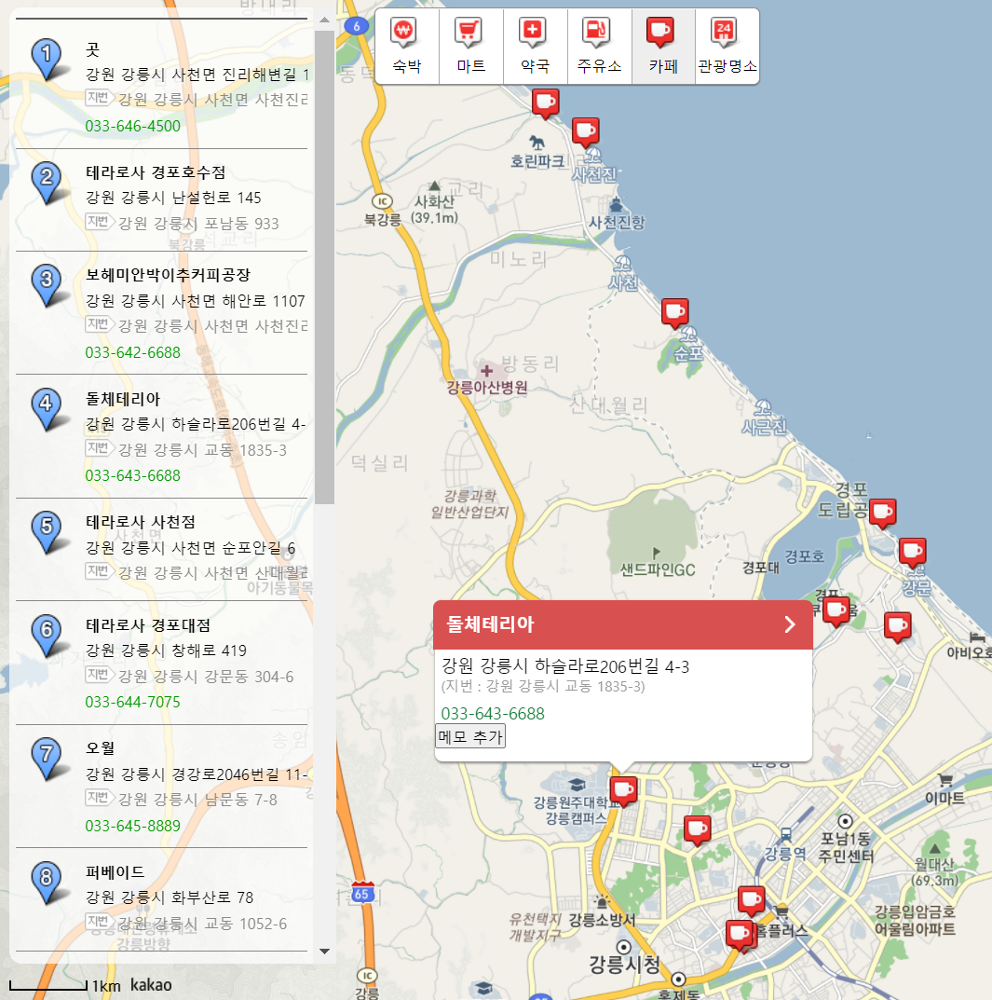 숙박
마트
약국
주유소
카페
24
관광명소
1
곳
강원 강릉시 사천면 진리해변길 1
지번 강원 강릉시 사천면 사천진리
033-646-4500
2
테라로사 경포호수점
강원 강릉시 난설헌로 145
지번 강원 강릉시 포남동 933
3
보헤미안박이추커피공장
강원 강릉시 사천면 해안로 1107
지번 강원 강릉시 사천면 사천진리
033-642-6688
4
돌체테리아
강원 강릉시 하슬라로206번길 4-
지번 강원 강릉시 교동 1835-3
033-643-6688
5
테라로사 사천점
강원 강릉시 사천면 순포안길 6
지번 강원 강릉시 사천면 산대월리
6
테라로사 경포대점
강원 강릉시 창해로 419
지번 강원 강릉시 강문동 304-6
033-644-7075
7
오월
강원 강릉시 경강로2046번길 11-
지번 강원 강릉시 남문동 7-8
033-645-8889
8
퍼베이드
강원 강릉시 화부산로 78
지번 강원 강릉시 교동 1052-6
강릉방향
1km kakao
방내리
6
호린파크
사천진
IC
북강릉
사화산
(39.1m)
사천진항
미노리
사천
순포
방동리
강릉아산병원
산대월리
사근진
덕실리
강릉과학
일반산업단지
경포
도립공
샌드파인GC
경포대
경포호
강문
경포
아비오호
돌체테리아
강원 강릉시 하슬라로206번길 4-3
(지번 : 강원 강릉시 교동 1835-3)
033-643-6688
메모 추가
강릉원주대학교
강릉캠퍼스
이마트
포남1동
주민센터
강릉역
월대산
(69.3m)
65
유천택지
개발지구
강릉소방서
홈플러스
강릉입암금호
어울림아파트
강릉시청
IC
강릉
홍제동
북강릉